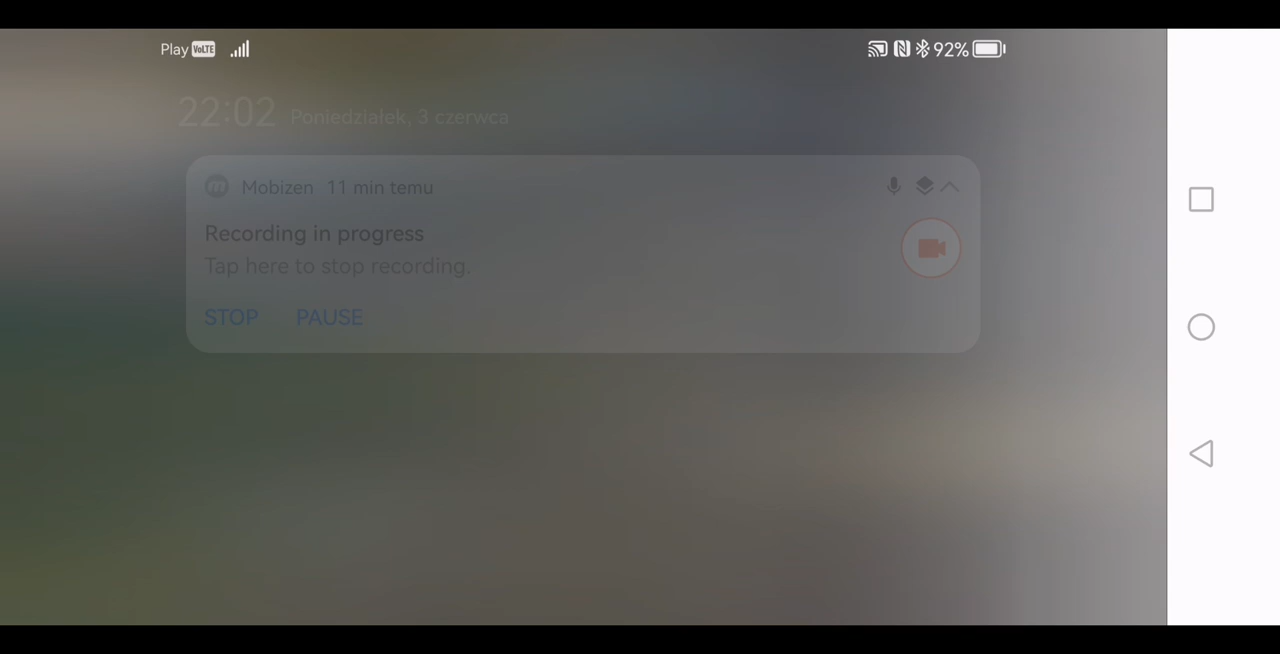 Play VoLTE 92%
22:02 Poniedziałek, 3 czerwca
Mobizen 11 min temu
Recording in progress
Tap here to stop recording.
STOP PAUSE